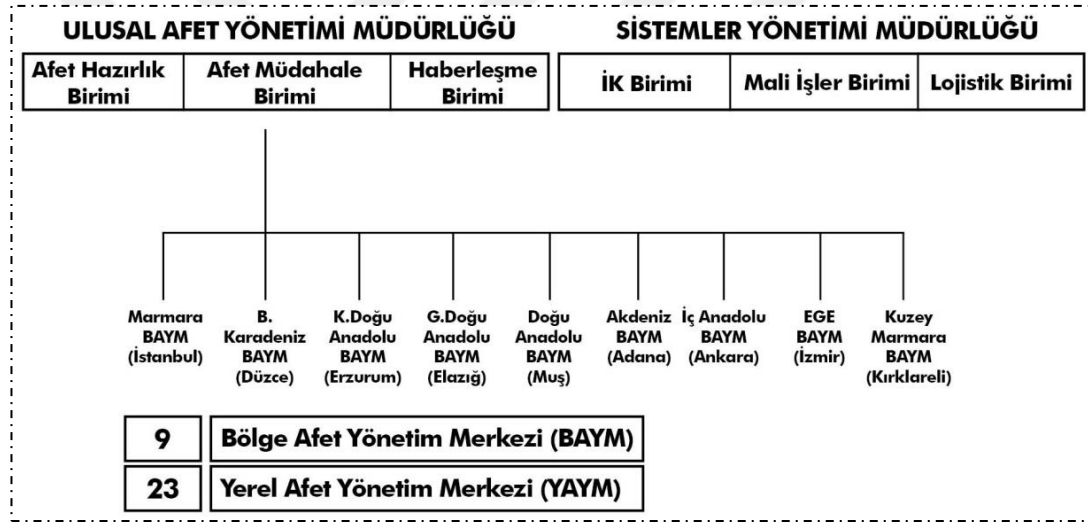 ULUSAL AFET YÖNETİMİ MÜDÜRLÜĞÜ
Afet Hazırlık
Birimi
Afet Müdahale
Birimi
Haberleşme
Birimi
SİSTEMLER YÖNETİMİ MÜDÜRLÜĞÜ
İK Birimi
Mali İşler Birimi
Lojistik Birimi
Marmara
BAYM
(İstanbul)
B.
Karadeniz
BAYM
(Düzce)
K.Doğu
Anadolu
BAYM
(Erzurum)
G.Doğu
Anadolu
BAYM
(Elazığ)
Doğu
Anadolu
BAYM
(Muş)
Akdeniz
BAYM
(Adana)
İç Anadolu
BAYM
(Ankara)
EGE
BAYM
(İzmir)
Kuzey
Marmara
BAYM
(Kırklareli)
9 Bölge Afet Yönetim Merkezi (BAYM)
23 Yerel Afet Yönetim Merkezi (YAYM)